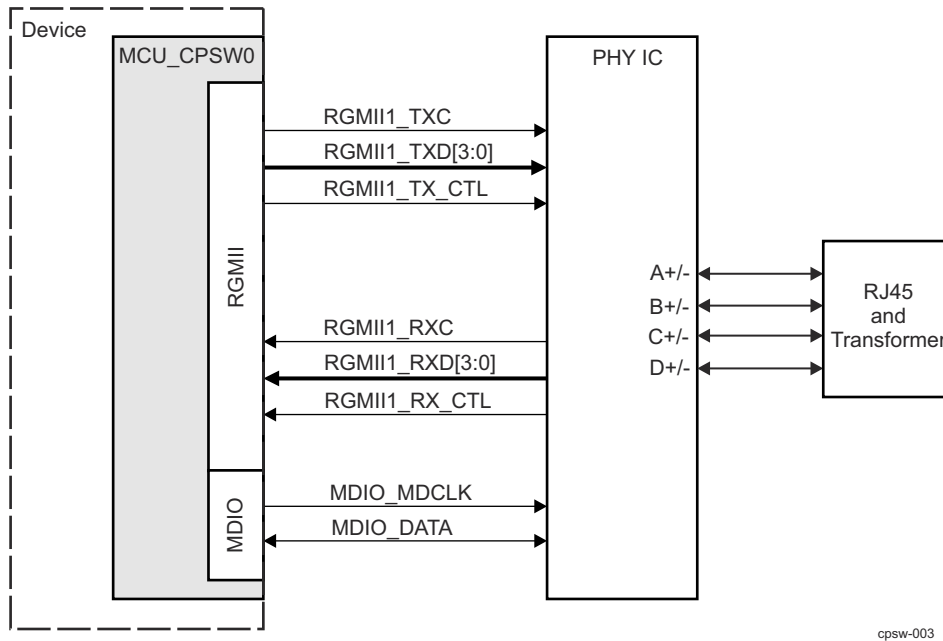 Device
MCU_CPSW0
PHY IC
RGMII1_TXC
RGMII1_TXD[3:0]
RGMII1_TX_CTL
RGMII
A+/-
B+/-
C+/-
D+/-
RJ45
and
Transformer
RGMII1_RXC
RGMII1_RXD[3:0]
RGMII1_RX_CTL
MDIO
MDIO_MDCLK
MDIO_DATA
cpsw-003